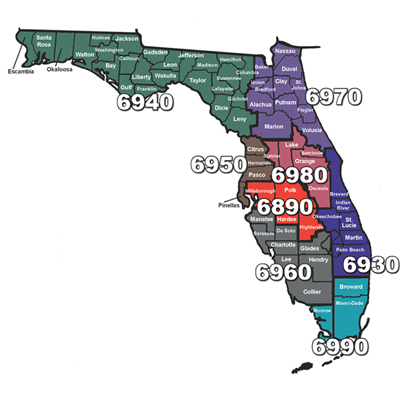 Santa
Rosa
Holmes
Jackson
Walton
Washington
Calhoun
Bay
Gadsden
Leon
Jefferson
Madison
Hamilton
Columbia
Suwannee
Liberty
Wakulla
Taylor
Lafayette
Gulf
Franklin
Gilchrist
Dixie
Levy
Escambia
Okaloosa
6940
Nassau
Baker
Duval
Union
Bradford
Clay
St.
Johns
Alachua
Putnam
Flagler
6970
Marion
Volusia
Citrus
Lake
Sumter
Seminole
Hernando
Orange
6950
Pasco
6980
Osceola
Brevard
Hillsborough
Polk
Indian
River
Pinellas
6890
Manatee
Hardee
Okeechobee
St.
Lucie
Sarasota
De Soto
Highlands
Martin
Charlotte
Glades
Palm Beach
Lee
Hendry
6960
6930
Collier
Broward
Monroe
Miami-Dade
6990